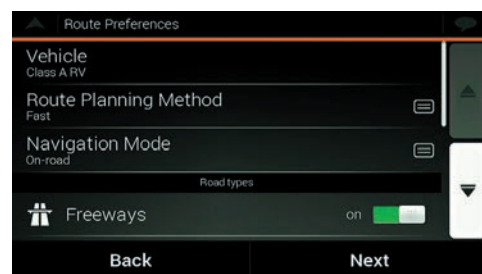 Route Preferences
Vehicle
Class A RV
Route Planning Method
Fast
Navigation Mode
On-road
Road types
Freeways on
Back Next